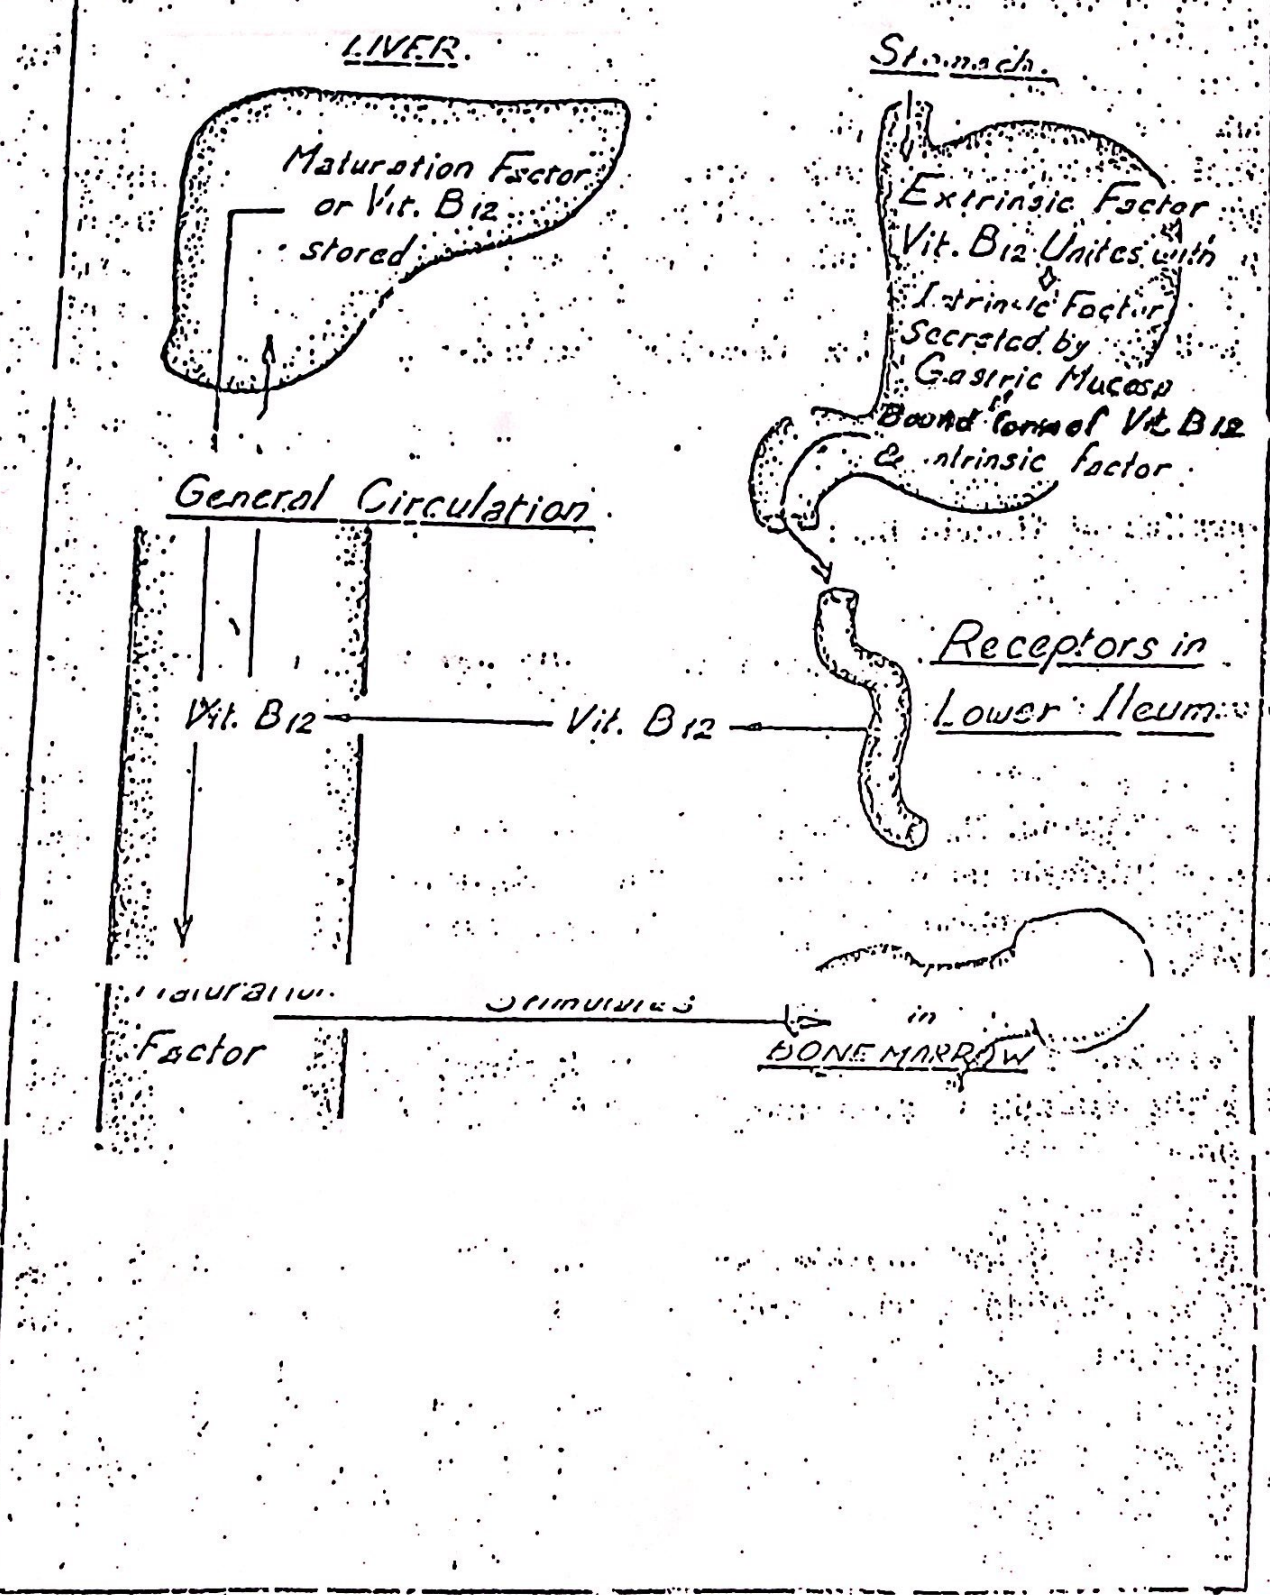 LIVER.
Maturation Factor
or Vit. B12
stored
Stomach.
Extrinsic Factor
Vit. B12 Unites with
Intrinsic Factor
Secreted by
Gastric Mucosa
Bound form of Vit. B12
& intrinsic factor
General Circulation
Receptors in
Lower Ileum
Vit. B12
Vit. B12
Maturation
Factor
Stimulates
in
BONE MARROW